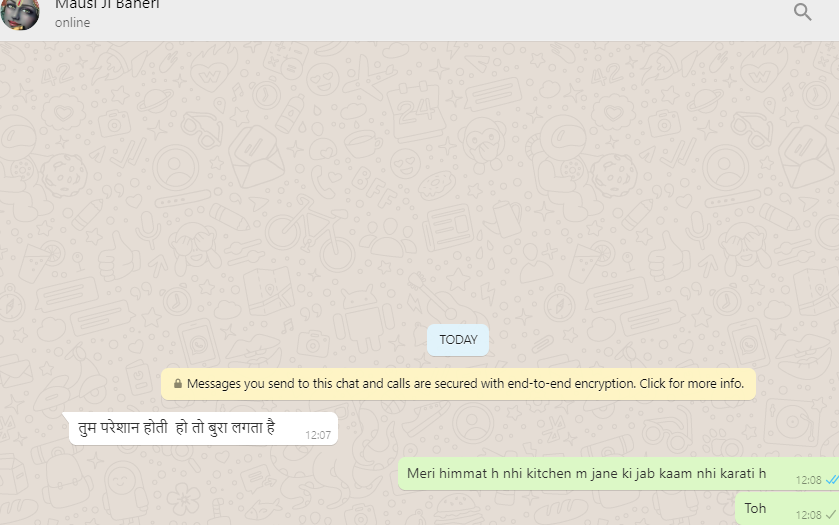 Mausi Ji Baheri
online
TODAY
Messages you send to this chat and calls are secured with end-to-end encryption. Click for more info.
तुम परेशान होती हो तो बुरा लगता है
12:07
Meri himmat h nhi kitchen m jane ki jab kaam nhi karati h
12:08
Toh
12:08